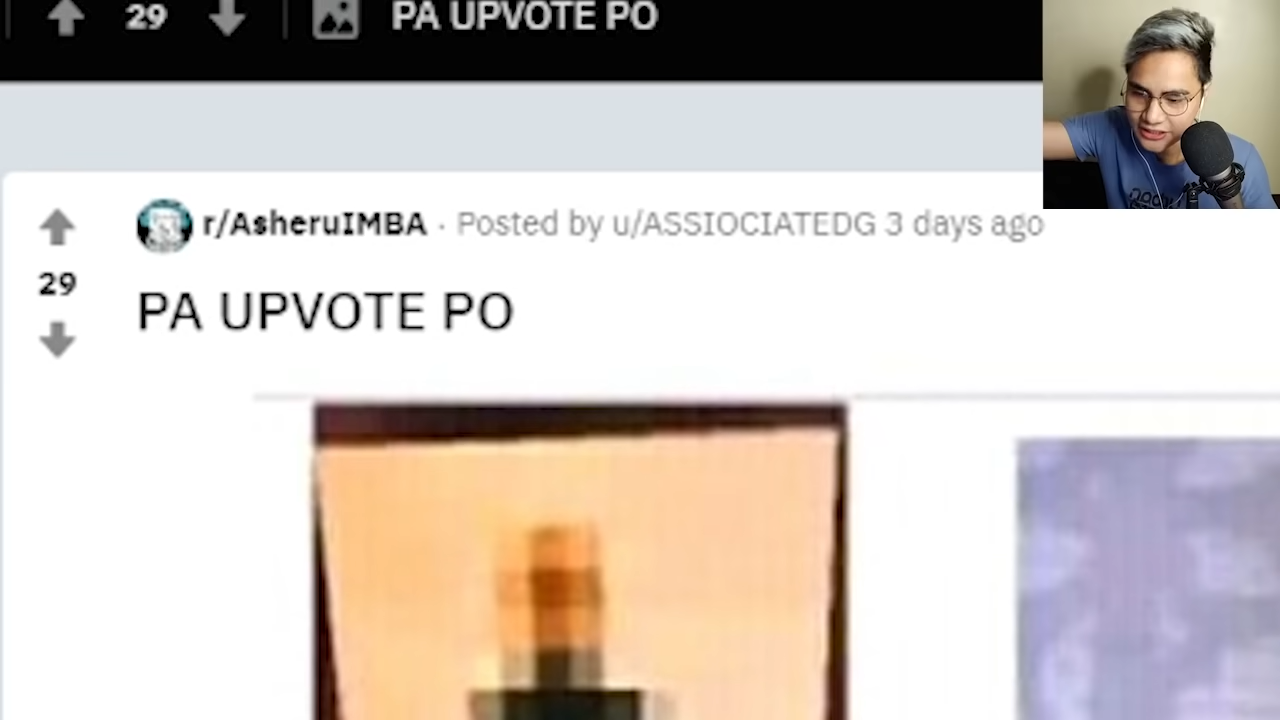 29 PA UPVOTE PO
r/AsheruIMBA · Posted by u/ASSIOCIATEDG 3 days ago
29
PA UPVOTE PO